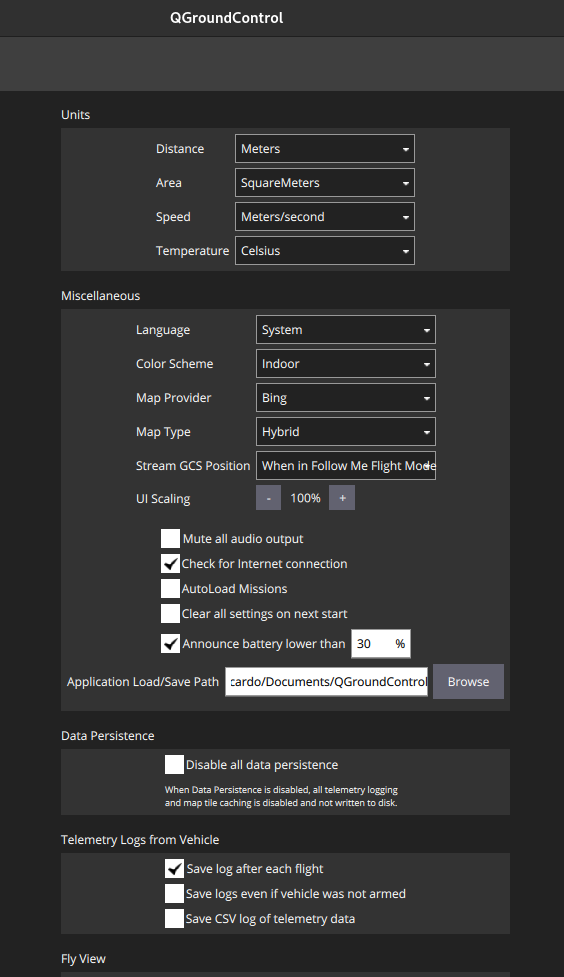 QGroundControl
Units
Distance Meters
Area SquareMeters
Speed Meters/second
Temperature Celsius
Miscellaneous
Language System
Color Scheme Indoor
Map Provider Bing
Map Type Hybrid
Stream GCS Position When in Follow Me Flight Mode
UI Scaling - 100% +
Mute all audio output
Check for Internet connection
AutoLoad Missions
Clear all settings on next start
Announce battery lower than 30 %
Application Load/Save Path cardo/Documents/QGroundControl Browse
Data Persistence
Disable all data persistence
When Data Persistence is disabled, all telemetry logging
and map tile caching is disabled and not written to disk.
Telemetry Logs from Vehicle
Save log after each flight
Save logs even if vehicle was not armed
Save CSV log of telemetry data
Fly View